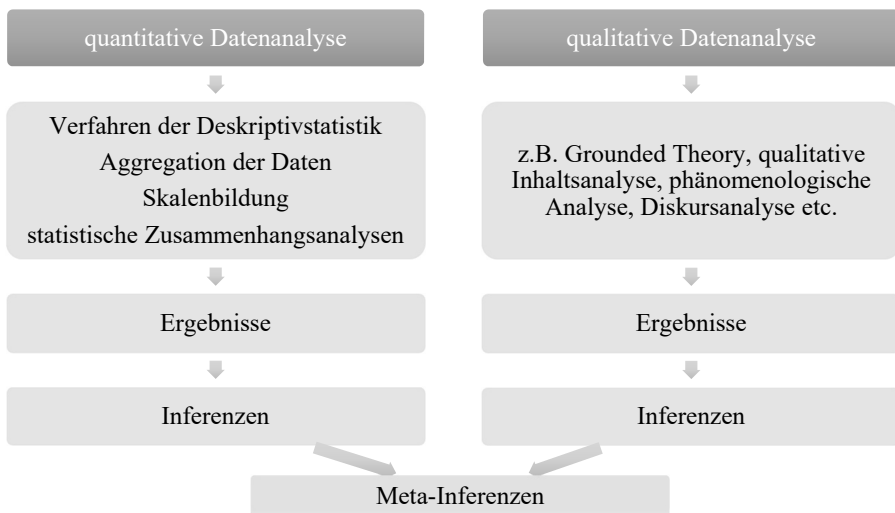 quantitative Datenanalyse
Verfahren der Deskriptivstatistik
Aggregation der Daten
Skalenbildung
statistische Zusammenhangsanalysen
Ergebnisse
Inferenzen
qualitative Datenanalyse
z.B. Grounded Theory, qualitative
Inhaltsanalyse, phänomenologische
Analyse, Diskursanalyse etc.
Ergebnisse
Inferenzen
Meta-Inferenzen